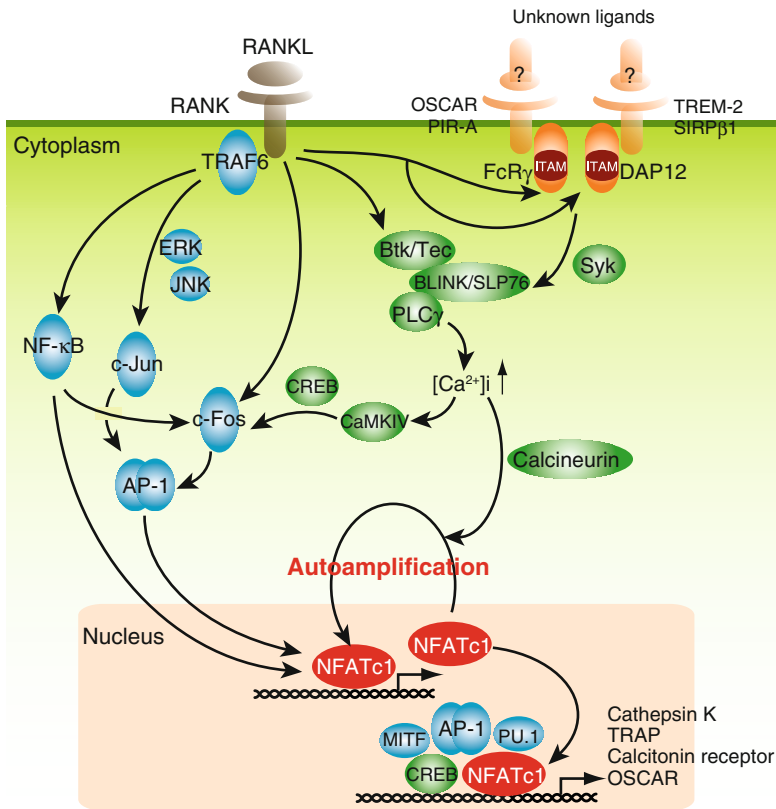 Unknown ligands
RANKL
?
?
RANK
OSCAR
PIR-A
TREM-2
SIRPβ1
Cytoplasm
TRAF6
FcRγ
ITAM
ITAM
DAP12
ERK
JNK
Btk/Tec
BLINK/SLP76
PLCγ
Syk
NF-κB
c-Jun
[Ca²⁺]i
CREB
c-Fos
CaMKIV
Calcineurin
AP-1
Autoamplification
Nucleus
NFATc1
NFATc1
MITF
AP-1
PU.1
CREB
NFATc1
Cathepsin K
TRAP
Calcitonin receptor
OSCAR